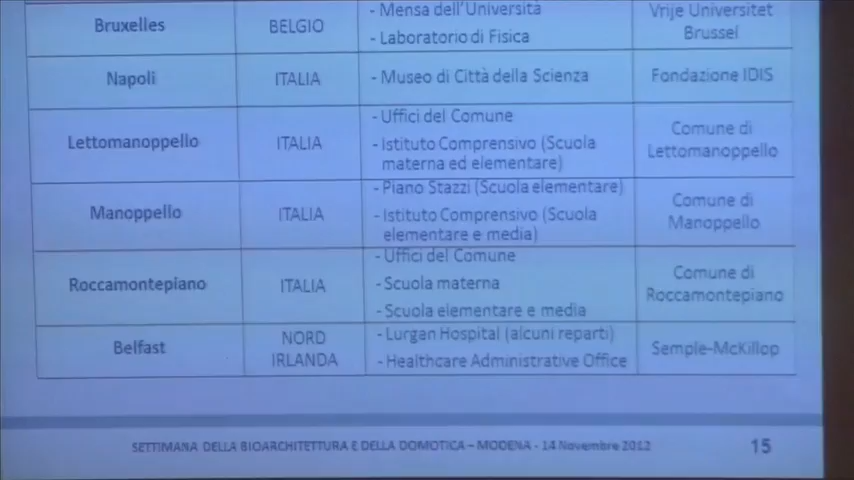 - Mensa dell'Università
Vrije Universitet
Bruxelles
BELGIO
- Laboratorio di Fisica
Brussel
Napoli
ITALIA
- Museo di Città della Scienza
Fondazione IDIS
Lettomanoppello
ITALIA
- Uffici del Comune
- Istituto Comprensivo (Scuola
materna ed elementare)
Comune di
Lettomanoppello
Manoppello
ITALIA
- Piano Stazzi (Scuola elementare)
- Istituto Comprensivo (Scuola
elementare e media)
Comune di
Manoppello
Roccamontepiano
ITALIA
- Uffici del Comune
- Scuola materna
- Scuola elementare e media
Comune di
Roccamontepiano
Belfast
NORD
IRLANDA
- Lurgan Hospital (alcuni reparti)
- Healthcare Administrative Office
Semple-McKillop
SETTIMANA DELLA BIOARCHITETTURA E DELLA DOMOTICA – MODENA - 14 Novembre 2012
15